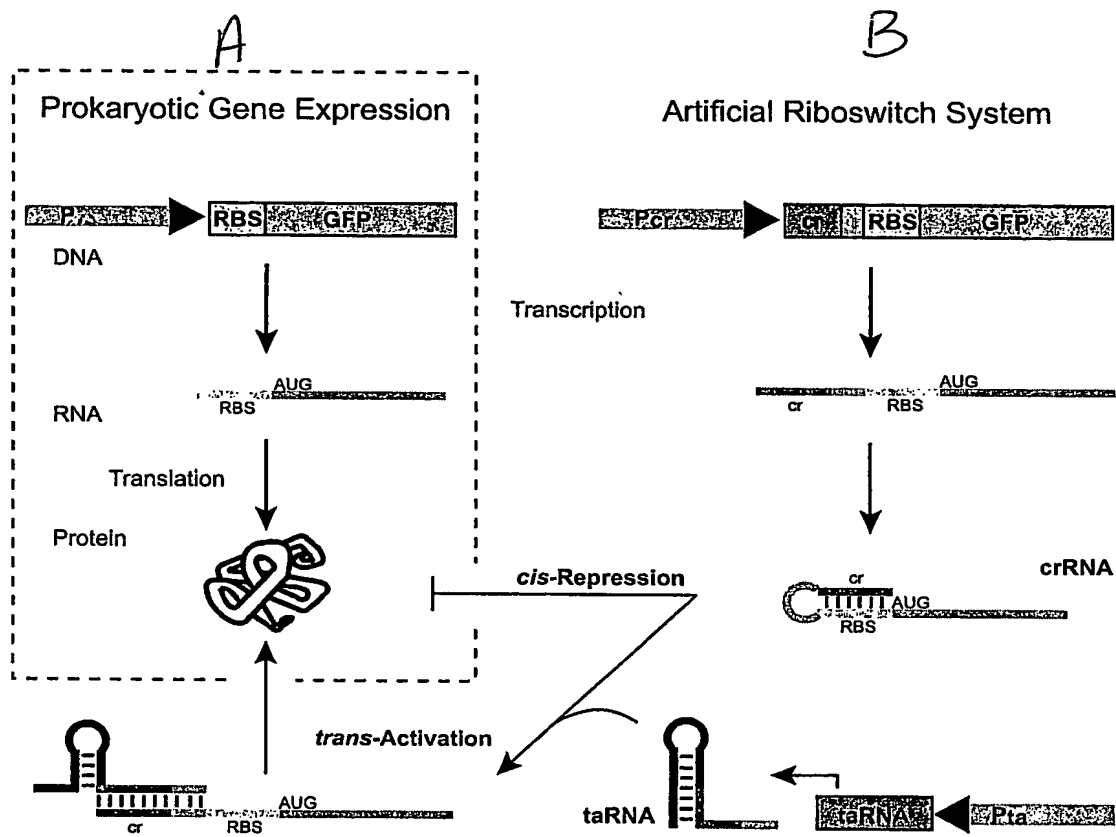 A
B
Prokaryotic Gene Expression
Artificial Riboswitch System
RBS
GFP
Pcr
cr
RBS
GFP
DNA
Transcription
AUG
RBS
RNA
AUG
cr
RBS
Translation
Protein
cis-Repression
cr
AUG
RBS
crRNA
trans-Activation
AUG
cr
RBS
taRNA
taRNA
Pta